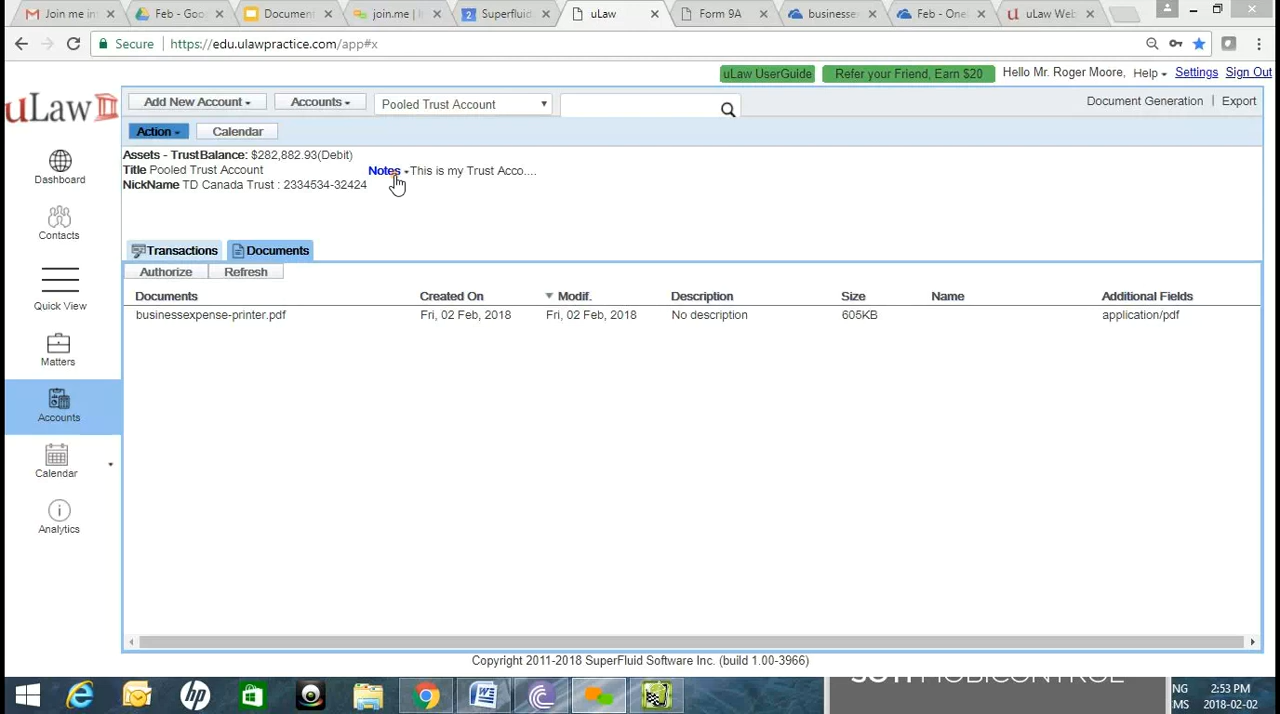 Join me in
Feb - Goo
Document
join.me | 
Superfluid
uLaw
Form 9A
businesse
Feb - One
uLaw Web
Secure
https://edu.ulawpractice.com/app#x
uLaw UserGuide
Refer your Friend, Earn $20
Hello Mr. Roger Moore,
Help
Settings
Sign Out
uLaw
Add New Account
Accounts
Pooled Trust Account
Document Generation | Export
Action
Calendar
Assets - TrustBalance: $282,882.93(Debit)
Title Pooled Trust Account
Notes This is my Trust Acco....
NickName TD Canada Trust : 2334534-32424
Dashboard
Contacts
Quick View
Matters
Accounts
Calendar
Analytics
Transactions
Documents
Authorize
Refresh
Documents Created On Modif. Description Size Name Additional Fields
businessexpense-printer.pdf Fri, 02 Feb, 2018 Fri, 02 Feb, 2018 No description 605KB application/pdf
Copyright 2011-2018 SuperFluid Software Inc. (build 1.00-3966)
SOTI MOBICONTROL
NG 2:53 PM
MS 2018-02-02